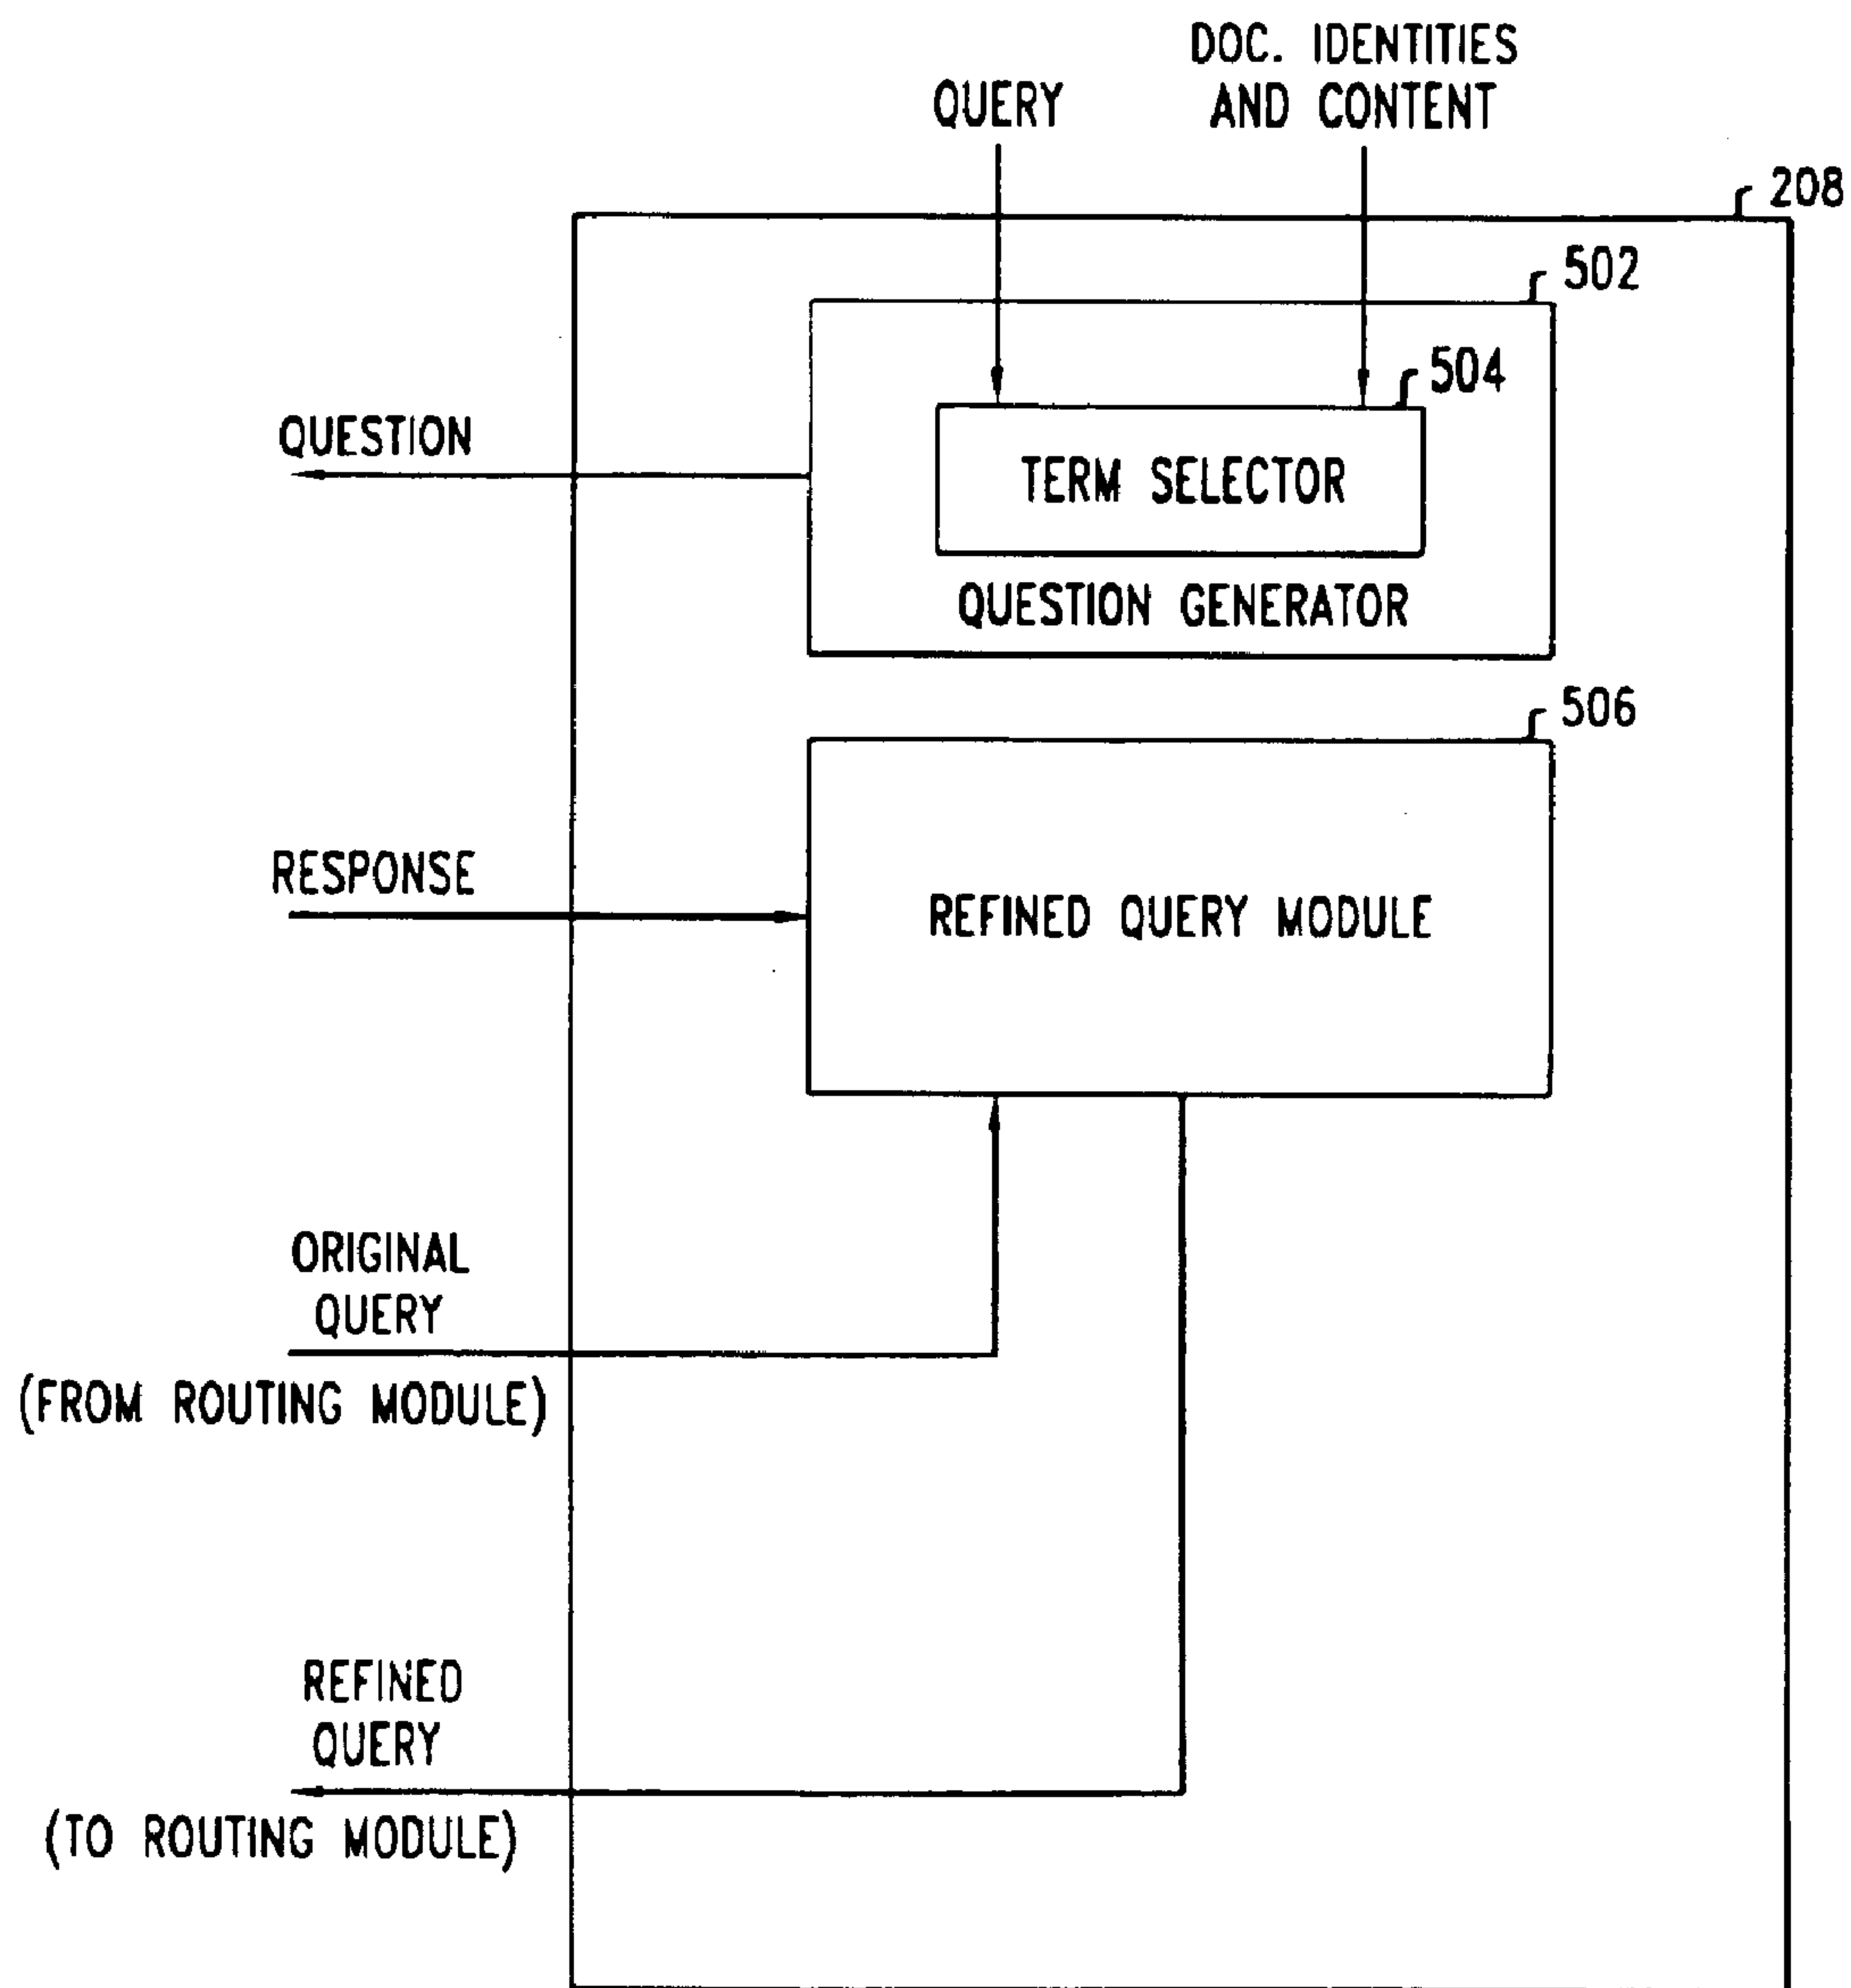 DOC. IDENTITIES
AND CONTENT
QUERY
208
502
504
QUESTION
TERM SELECTOR
QUESTION GENERATOR
506
RESPONSE
REFINED QUERY MODULE
ORIGINAL
QUERY
(FROM ROUTING MODULE)
REFINED
QUERY
(TO ROUTING MODULE)